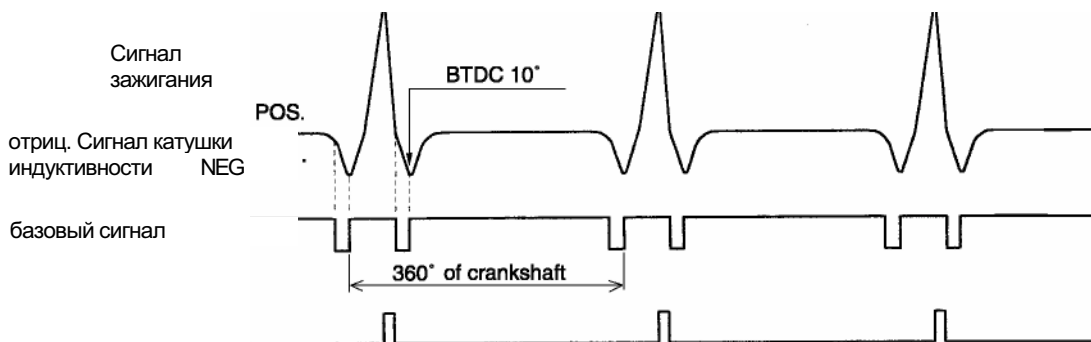 Сигнал
зажигания
BTDC 10°
POS.
отриц. Сигнал катушки
индуктивности NEG
базовый сигнал
360° of crankshaft